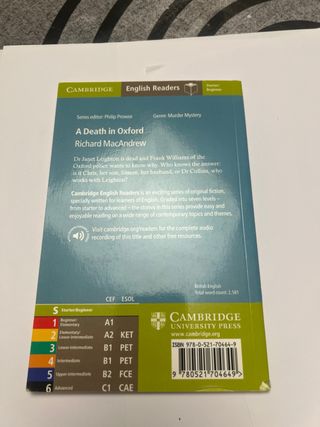 CAMBRIDGE English Readers Starter/ Beginner
Series editor: Philip Prowse Genre: Murder Mystery
A Death in Oxford
Richard MacAndrew
Dr Janet Leighton is dead and Frank Williams of the
Oxford police wants to know why. Who knows the answer:
is it Chris, her son, Simon, her husband, or Dr Collins, who
works with Leighton?
Cambridge English Readers is an exciting series of original fiction,
specially written for learners of English. Graded into seven levels –
from starter to advanced – the stories in this series provide easy and
enjoyable reading on a wide range of contemporary topics and themes.
Visit cambridge.org/readers for the complete audio
recording of this title and other free resources.
British English
Total word count: 2,581
CEF ESOL
S Starter/Beginner
1 Beginner/ Elementary A1
2 Elementary/ Lower-intermediate A2 KET
3 Lower-intermediate B1 PET
4 Intermediate B1 PET
5 Upper-intermediate B2 FCE
6 Advanced C1 CAE
CAMBRIDGE
UNIVERSITY PRESS
ISBN 978-0-521-70464-9
9 780521 704649 >